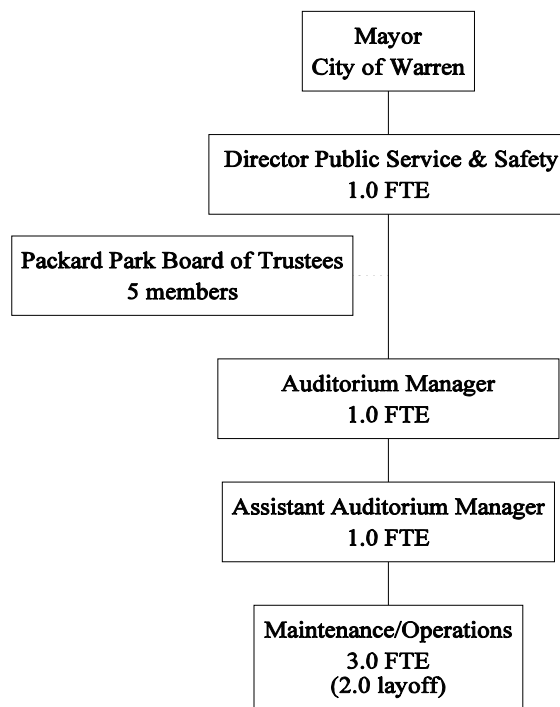 Mayor
City of Warren
Director Public Service & Safety
1.0 FTE
Packard Park Board of Trustees
5 members
Auditorium Manager
1.0 FTE
Assistant Auditorium Manager
1.0 FTE
Maintenance/Operations
3.0 FTE
(2.0 layoff)